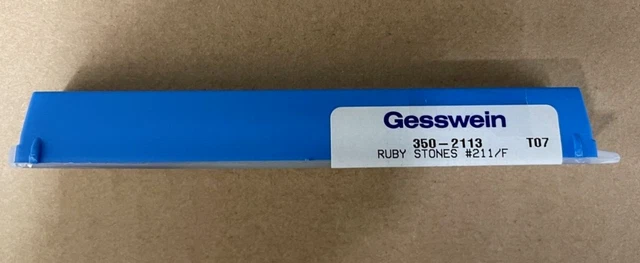 Gesswein
350-2113 T07
RUBY STONES #211/F